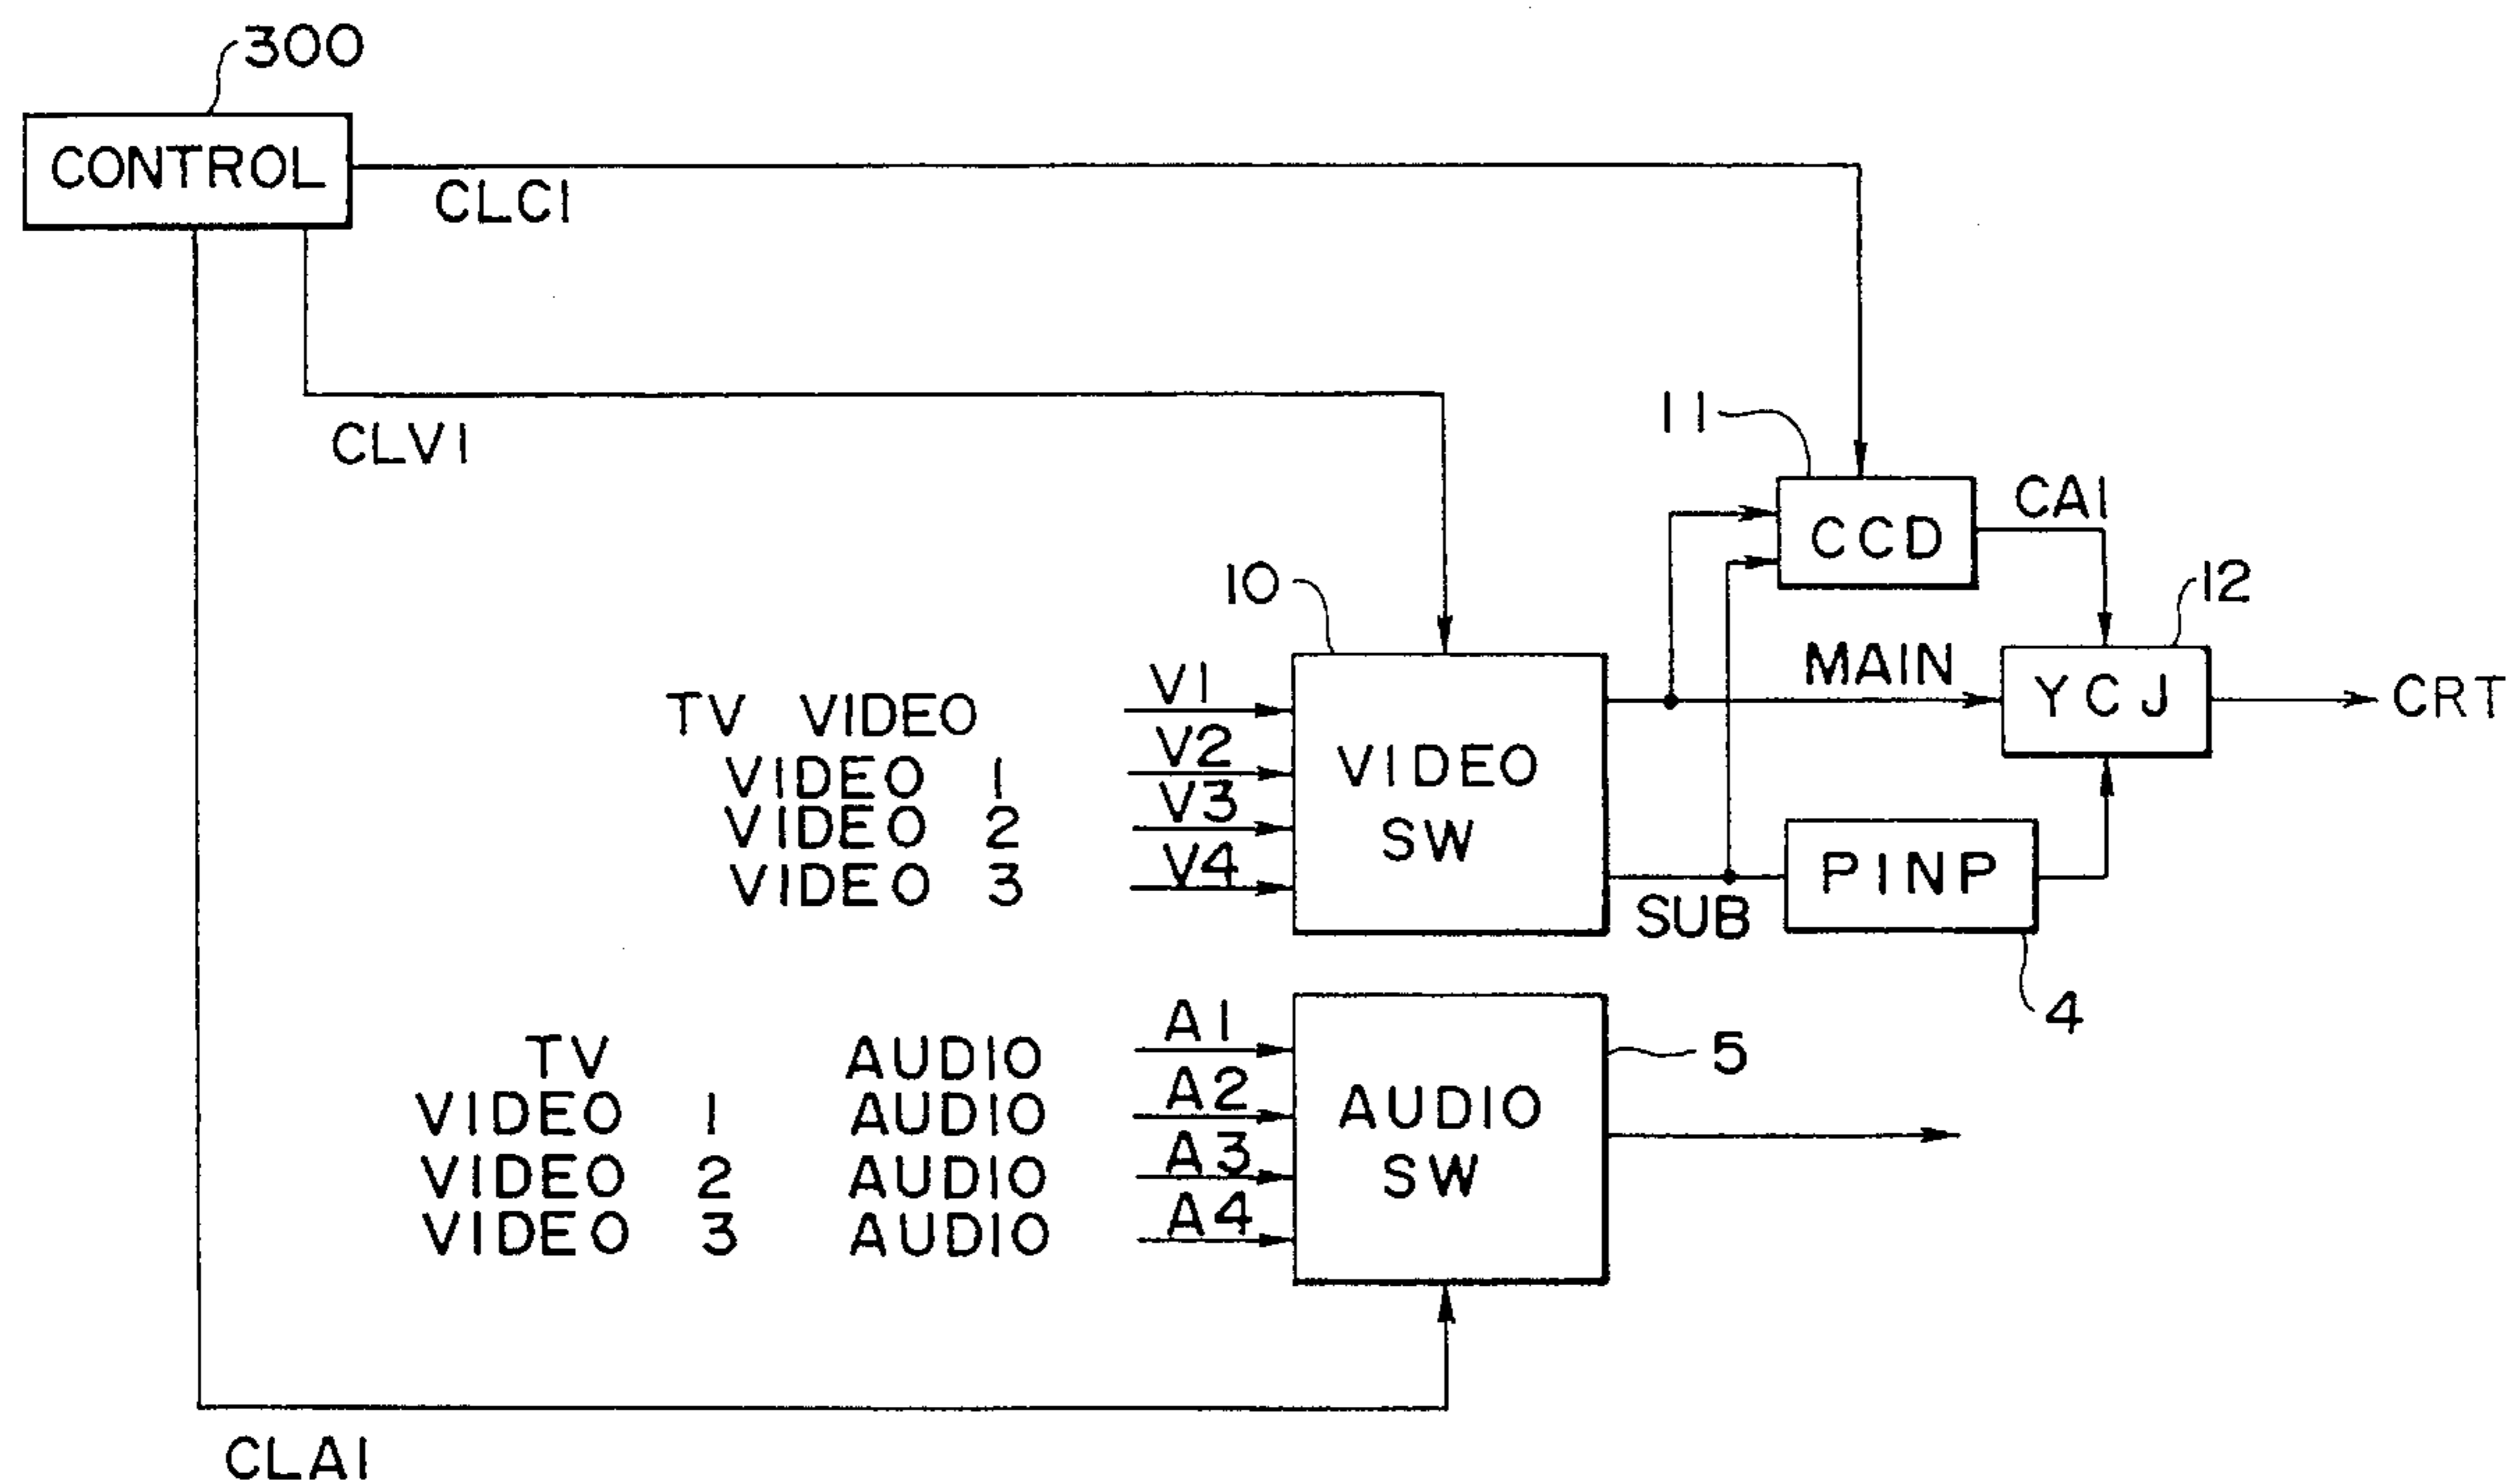 300
CONTROL
CLC1
CLV1
11
CCD
CA1
10
12
MAIN
YCJ
CRT
TV VIDEO
V1
VIDEO 1
V2
VIDEO 2
V3
VIDEO 3
V4
VIDEO
SW
SUB
PINP
4
TV AUDIO
A1
VIDEO 1 AUDIO
A2
VIDEO 2 AUDIO
A3
VIDEO 3 AUDIO
A4
AUDIO
SW
5
CLA1